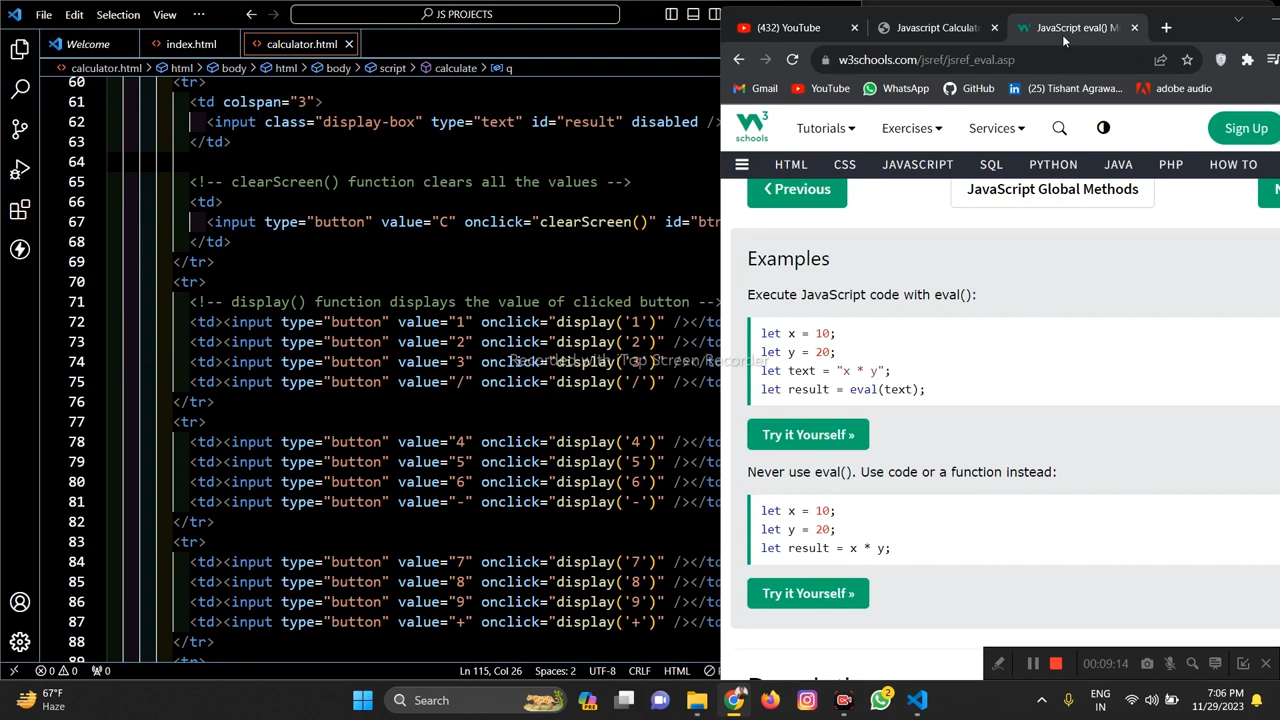 File Edit Selection View ···
JS PROJECTS
Welcome
index.html
calculator.html
calculator.html html body html body script calculate q
60 <tr>
61 <td colspan="3">
62 <input class="display-box" type="text" id="result" disabled />
63 </td>
64
65 <!-- clearScreen() function clears all the values -->
66 <td>
67 <input type="button" value="C" onclick="clearScreen()" id="btn
68 </td>
69 </tr>
70 <tr>
71 <!-- display() function displays the value of clicked button -->
72 <td><input type="button" value="1" onclick="display('1')" /></td
73 <td><input type="button" value="2" onclick="display('2')" /></td
74 <td><input type="button" value="3" onclick="display('3')" /></td
75 <td><input type="button" value="/" onclick="display('/')" /></td
76 </tr>
77 <tr>
78 <td><input type="button" value="4" onclick="display('4')" /></td
79 <td><input type="button" value="5" onclick="display('5')" /></td
80 <td><input type="button" value="6" onclick="display('6')" /></td
81 <td><input type="button" value="-" onclick="display('-')" /></td
82 </tr>
83 <tr>
84 <td><input type="button" value="7" onclick="display('7')" /></td
85 <td><input type="button" value="8" onclick="display('8')" /></td
86 <td><input type="button" value="9" onclick="display('9')" /></td
87 <td><input type="button" value="+" onclick="display('+')" /></td
88 </tr>
Recorded with Top Screen Recorder
0 0 0 Ln 115, Col 26 Spaces: 2 UTF-8 CRLF HTML
(432) YouTube
Javascript Calculato
JavaScript eval() M
w3schools.com/jsref/jsref_eval.asp
Gmail YouTube WhatsApp GitHub (25) Tishant Agrawa... adobe audio
W3 schools
Tutorials Exercises Services Sign Up
HTML CSS JAVASCRIPT SQL PYTHON JAVA PHP HOW TO
❮ Previous JavaScript Global Methods N
Examples
Execute JavaScript code with eval():
let x = 10;
let y = 20;
let text = "x * y";
let result = eval(text);
Try it Yourself »
Never use eval(). Use code or a function instead:
let x = 10;
let y = 20;
let result = x * y;
Try it Yourself »
00:09:14
67°F
Haze
Search
PRE
2
ENG
IN
7:06 PM
11/29/2023